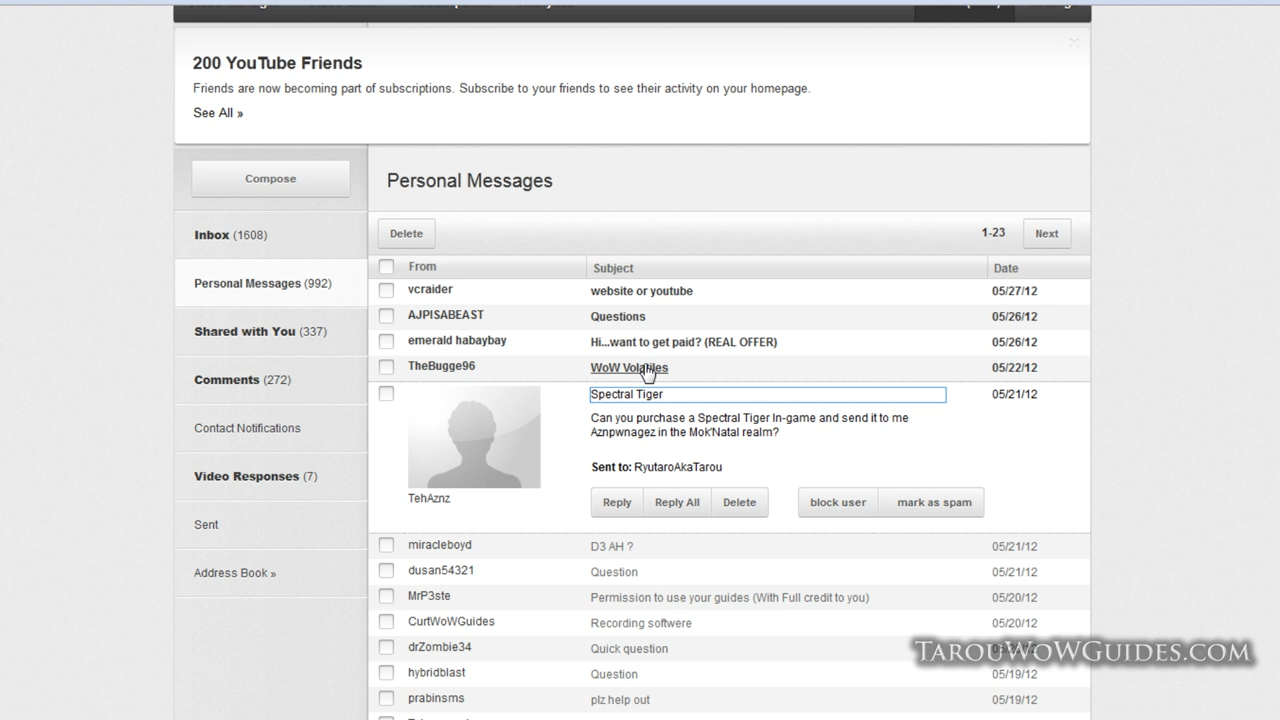 200 YouTube Friends
Friends are now becoming part of subscriptions. Subscribe to your friends to see their activity on your homepage.
See All »
Compose
Personal Messages
Inbox (1608)
Delete
1-23
Next
From
Subject
Date
Personal Messages (992)
vcraider
website or youtube
05/27/12
AJPISABEAST
Questions
05/26/12
Shared with You (337)
emerald habaybay
Hi...want to get paid? (REAL OFFER)
05/26/12
TheBugge96
WoW Volatiles
05/22/12
Comments (272)
Spectral Tiger
05/21/12
Can you purchase a Spectral Tiger In-game and send it to me
Aznpwnagez in the Mok'Natal realm?
Contact Notifications
Sent to: RyutaroAkaTarou
Video Responses (7)
TehAznz
Reply
Reply All
Delete
block user
mark as spam
Sent
miracleboyd
D3 AH ?
05/21/12
Address Book »
dusan54321
Question
05/21/12
MrP3ste
Permission to use your guides (With Full credit to you)
05/20/12
CurtWoWGuides
Recording softwere
05/20/12
drZombie34
Quick question
TarouWoWGuides.com
hybridblast
Question
05/19/12
prabinsms
plz help out
05/19/12